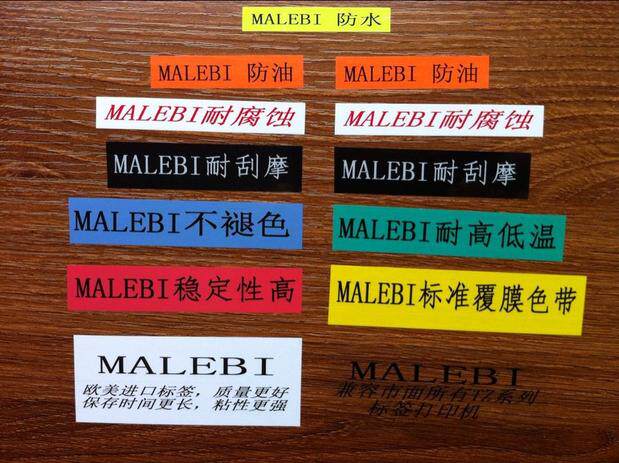 MALEBI 防水
MALEBI 防油
MALEBI 防油
MALEBI耐腐蚀
MALEBI耐腐蚀
MALEBI耐刮摩
MALEBI耐刮摩
MALEBI不褪色
MALEBI耐高低温
MALEBI稳定性高
MALEBI标准覆膜色带
MALEBI
欧美进口标签，质量更好
保存时间更长，粘性更强
MALEBI
兼容市面所有TZ系列
标签打印机